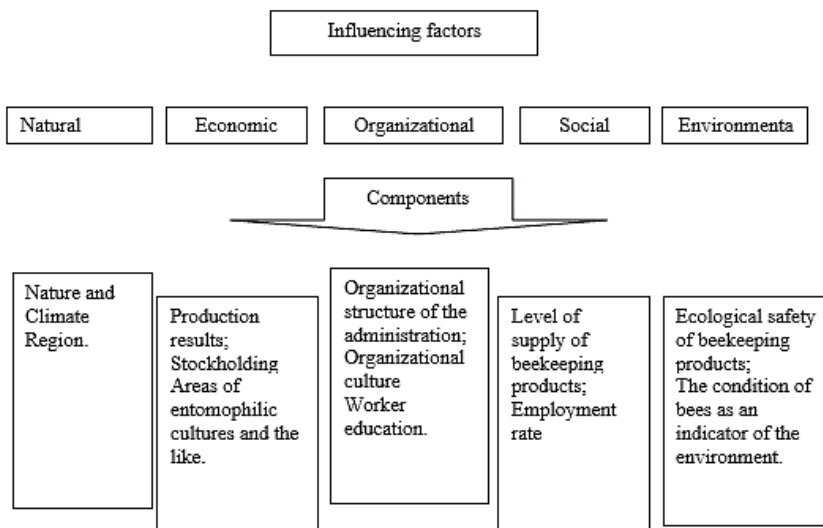 Influencing factors
Natural
Economic
Organizational
Social
Environmenta
Components
Nature and
Climate
Region.
Production
results;
Stockholding
Areas of
entomophilic
cultures and the
like.
Organizational
structure of the
administration;
Organizational
culture
Worker
education.
Level of
supply of
beekeeping
products;
Employment
rate
Ecological safety
of beekeeping
products;
The condition of
bees as an
indicator of the
environment.